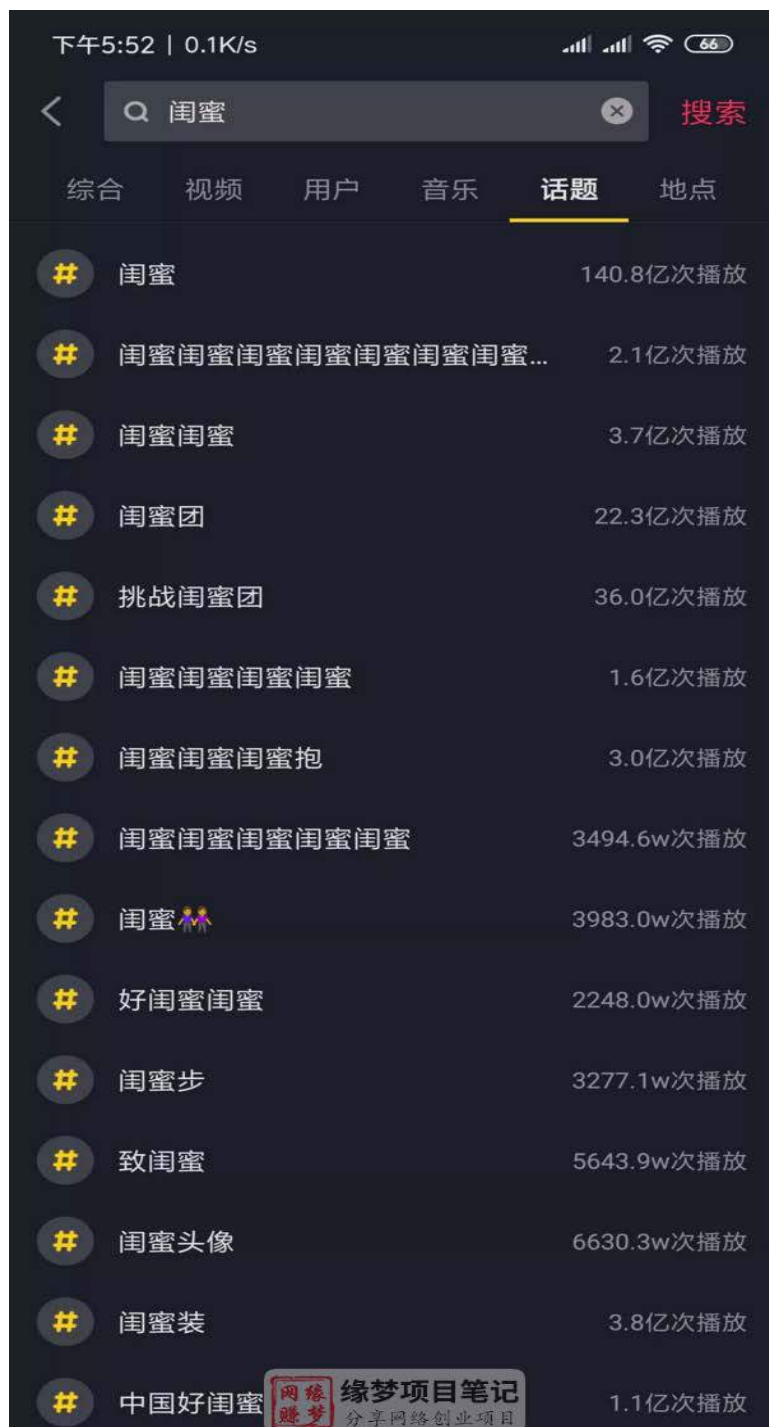 下午5:52 | 0.1K/s 66
闺蜜 搜索
综合 视频 用户 音乐 话题 地点
# 闺蜜 140.8亿次播放
# 闺蜜闺蜜闺蜜闺蜜闺蜜闺蜜闺蜜... 2.1亿次播放
# 闺蜜闺蜜 3.7亿次播放
# 闺蜜团 22.3亿次播放
# 挑战闺蜜团 36.0亿次播放
# 闺蜜闺蜜闺蜜闺蜜 1.6亿次播放
# 闺蜜闺蜜闺蜜抱 3.0亿次播放
# 闺蜜闺蜜闺蜜闺蜜闺蜜 3494.6w次播放
# 闺蜜👭 3983.0w次播放
# 好闺蜜闺蜜 2248.0w次播放
# 闺蜜步 3277.1w次播放
# 致闺蜜 5643.9w次播放
# 闺蜜头像 6630.3w次播放
# 闺蜜装 3.8亿次播放
# 中国好闺蜜 1.1亿次播放
网缘赚梦 缘梦项目笔记
分享网络创业项目